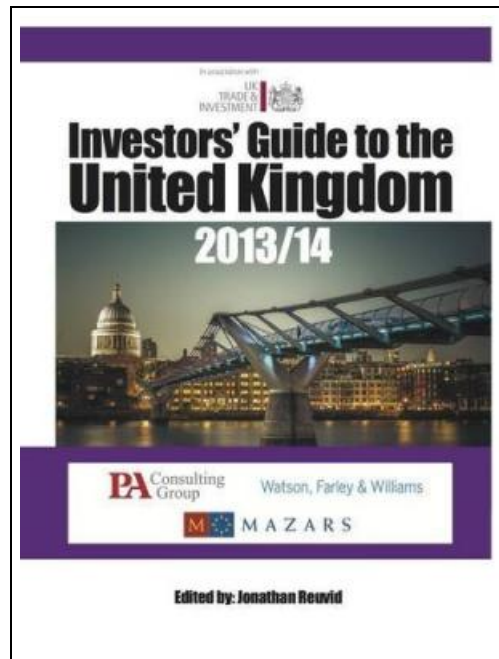 In association with
UK
TRADE &
INVESTMENT
Investors' Guide to the
United Kingdom
2013/14
PA Consulting
Group
Watson, Farley & Williams
M MAZARS
Edited by: Jonathan Reuvid